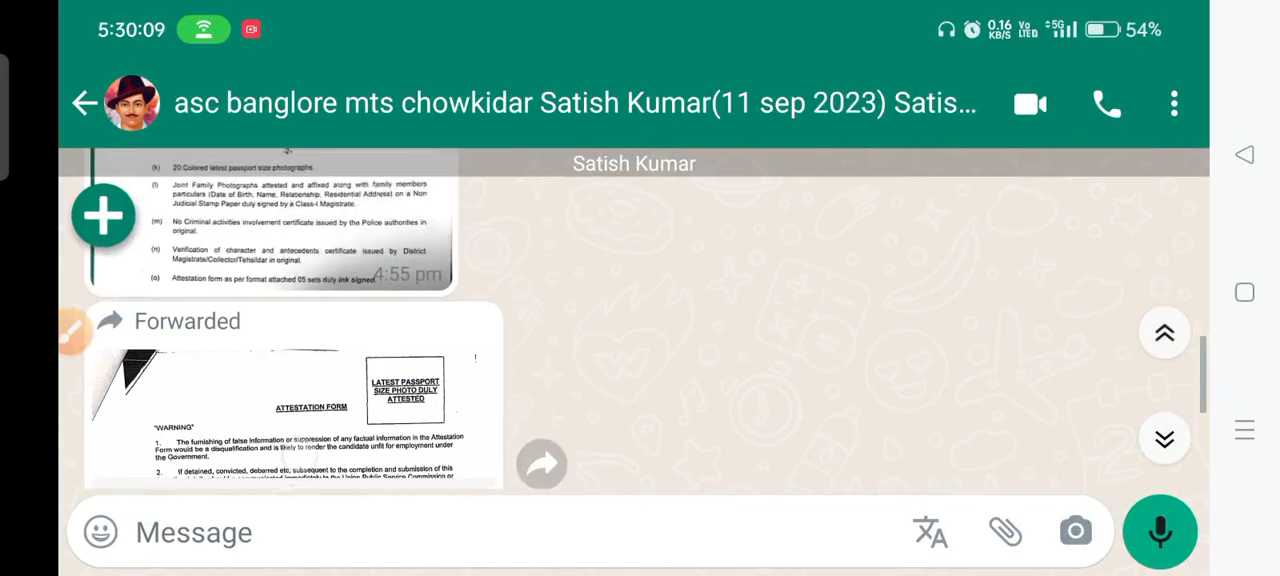 5:30:09
0.16 KB/S
Vo LTED
5G
54%
asc banglore mts chowkidar Satish Kumar(11 sep 2023) Satis...
Satish Kumar
(k) 20 Colored latest passport size photographs.
(l) Joint Family Photographs attested and affixed along with family members
particulars (Date of Birth, Name, Relationship, Residential Address) on a Non
Judicial Stamp Paper duly signed by a Class-I Magistrate.
(m) No Criminal activities involvement certificate issued by the Police authorities in
original.
(n) Verification of character and antecedents certificate issued by District
Magistrate/Collector/Tehsildar in original.
(o) Attestation form as per format attached 05 sets duly ink signed.
4:55 pm
Forwarded
LATEST PASSPORT
SIZE PHOTO DULY
ATTESTED
ATTESTATION FORM
"WARNING"
1. The furnishing of false information or suppression of any factual information in the Attestation
Form would be a disqualification and is likely to render the candidate unfit for employment under
the Government.
2. If detained, convicted, debarred etc, subsequent to the completion and submission of this
Message